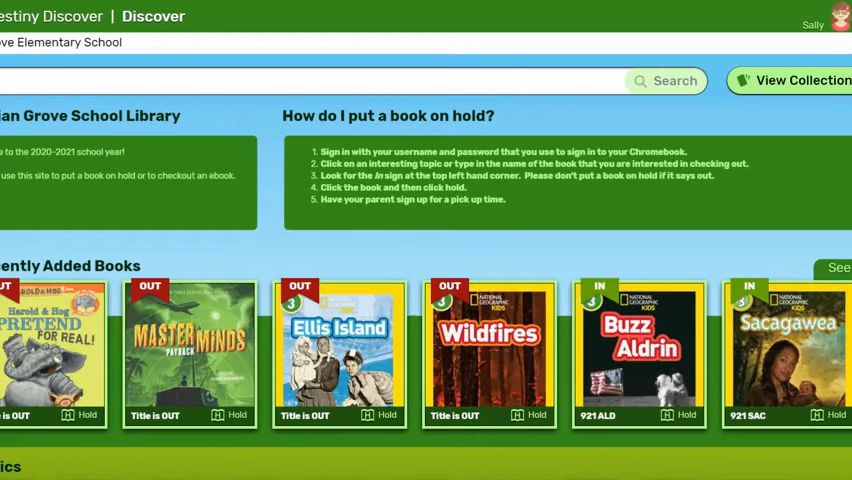 estiny Discover | Discover
Sally
ove Elementary School
Search
View Collection
ian Grove School Library
How do I put a book on hold?
e to the 2020-2021 school year!
use this site to put a book on hold or to checkout an ebook.
1. Sign in with your username and password that you use to sign in to your Chromebook.
2. Click on an interesting topic or type in the name of the book that you are interested in checking out.
3. Look for the In sign at the top left hand corner. Please don't put a book on hold if it says out.
4. Click the book and then click hold.
5. Have your parent sign up for a pick up time.
cently Added Books
See
UT
HAROLD & HOG
Harold & Hog
PRETEND
FOR REAL!
Title is OUT
Hold
OUT
MASTERMINDS
PAYBACK
Title is OUT
Hold
OUT
3
NATIONAL
GEOGRAPHIC
KIDS
Ellis Island
Title is OUT
Hold
OUT
3
NATIONAL
GEOGRAPHIC
KIDS
Wildfires
Title is OUT
Hold
IN
3
NATIONAL
GEOGRAPHIC
KIDS
Buzz
Aldrin
921 ALD
Hold
IN
3
NATIONAL
GEOGRAPHIC
KIDS
Sacagawea
921 SAC
Hold
ics